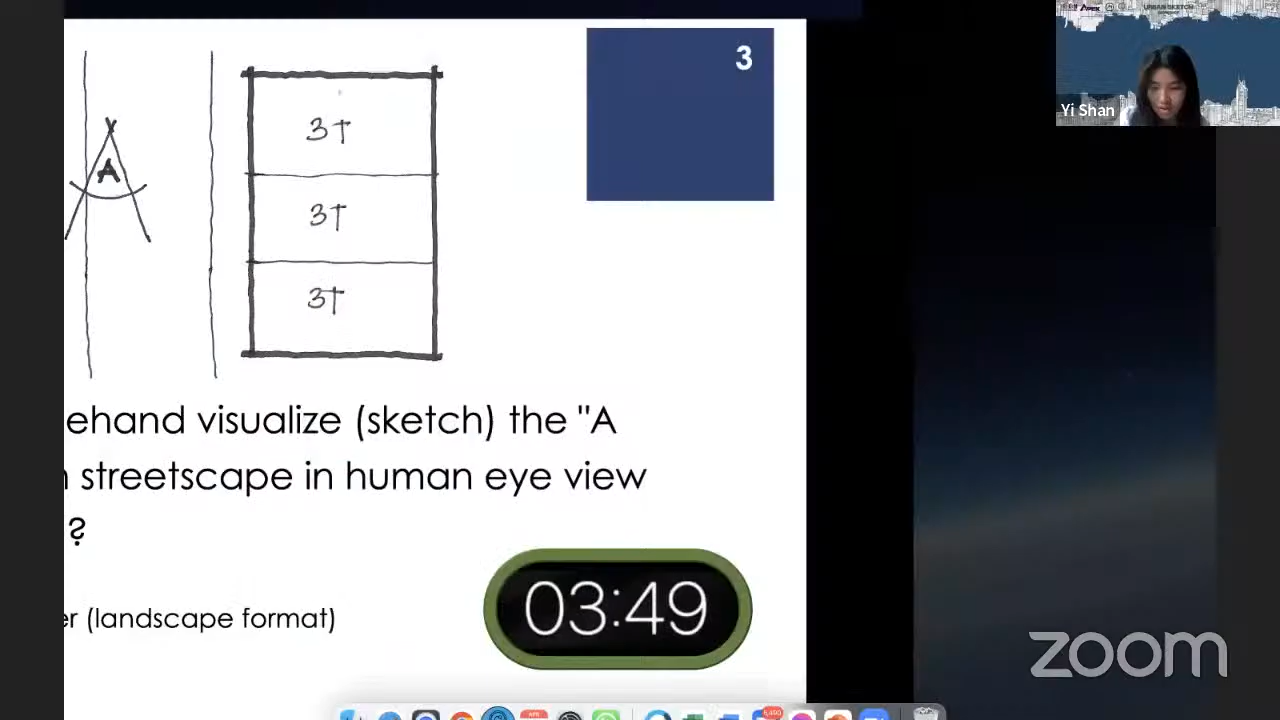 3
Yi Shan
3T
A
3T
3T
ehand visualize (sketch) the "A
streetscape in human eye view
?
03:49
er (landscape format)
zoom